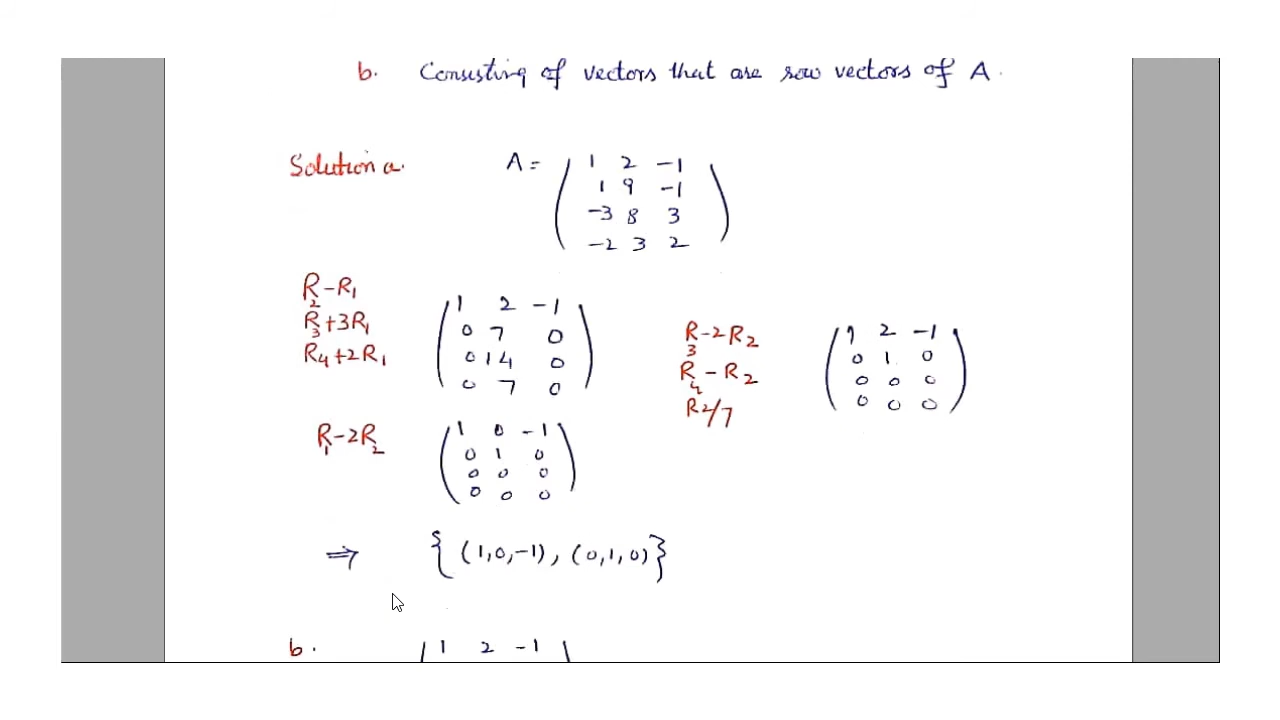 b. Consisting of vectors that are row vectors of A.
Solution a. A = ( 1 2 -1
1 9 -1
-3 8 3
-2 3 2 )
R2-R1
R3+3R1
R4+2R1
( 1 2 -1
0 7 0
0 14 0
0 7 0 )
R3-2R2
R4-R2
R2/7
( 1 2 -1
0 1 0
0 0 0
0 0 0 )
R1-2R2
( 1 0 -1
0 1 0
0 0 0
0 0 0 )
⇒ { (1,0,-1), (0,1,0) }
b. ( 1 2 -1 )